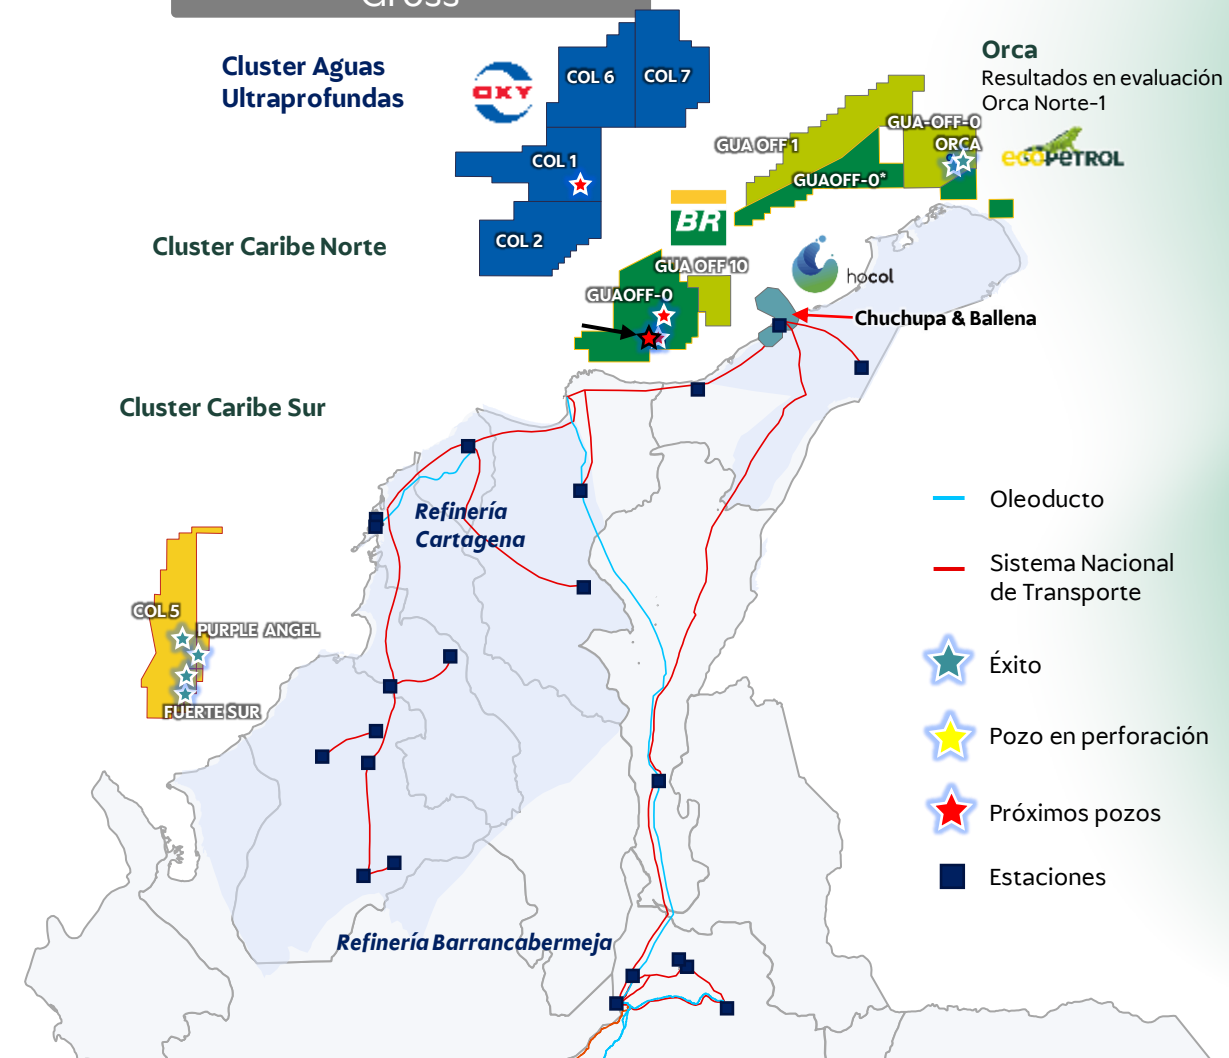 Gross
Cluster Aguas
Ultraprofundas
OXY
COL 6
COL 7
Orca
Resultados en evaluación
Orca Norte-1
GUA-OFF-0
ORCA
ecoPETROL
GUA OFF 1
GUAOFF-0*
COL 1
BR
COL 2
Cluster Caribe Norte
GUA OFF 10
hocol
GUAOFF-0
Chuchupa & Ballena
Cluster Caribe Sur
Refinería
Cartagena
COL 5
PURPLE ANGEL
FUERTE SUR
Refinería Barrancabermeja
Oleoducto
Sistema Nacional
de Transporte
Éxito
Pozo en perforación
Próximos pozos
Estaciones